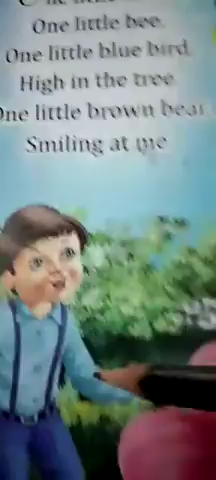 One little bee.
One little blue bird
High in the tree
One little brown bear
Smiling at me